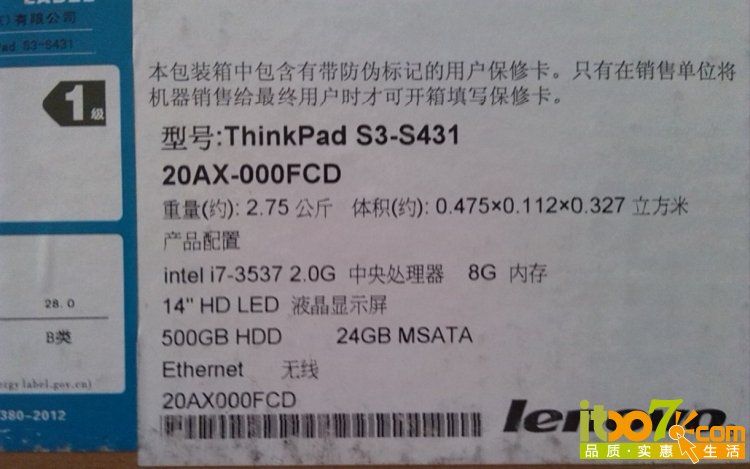 有限公司
Pad S3-S431
1级
28.0
B类
ergylabel.gov.cn)
380-2012
本包装箱中包含有带防伪标记的用户保修卡。只有在销售单位将
机器销售给最终用户时才可开箱填写保修卡。
型号:ThinkPad S3-S431
20AX-000FCD
重量(约): 2.75 公斤 体积(约): 0.475×0.112×0.327 立方米
产品配置
intel i7-3537 2.0G 中央处理器 8G 内存
14" HD LED 液晶显示屏
500GB HDD 24GB MSATA
Ethernet 无线
20AX000FCD
lenovo
it007.com
品质·实惠·生活